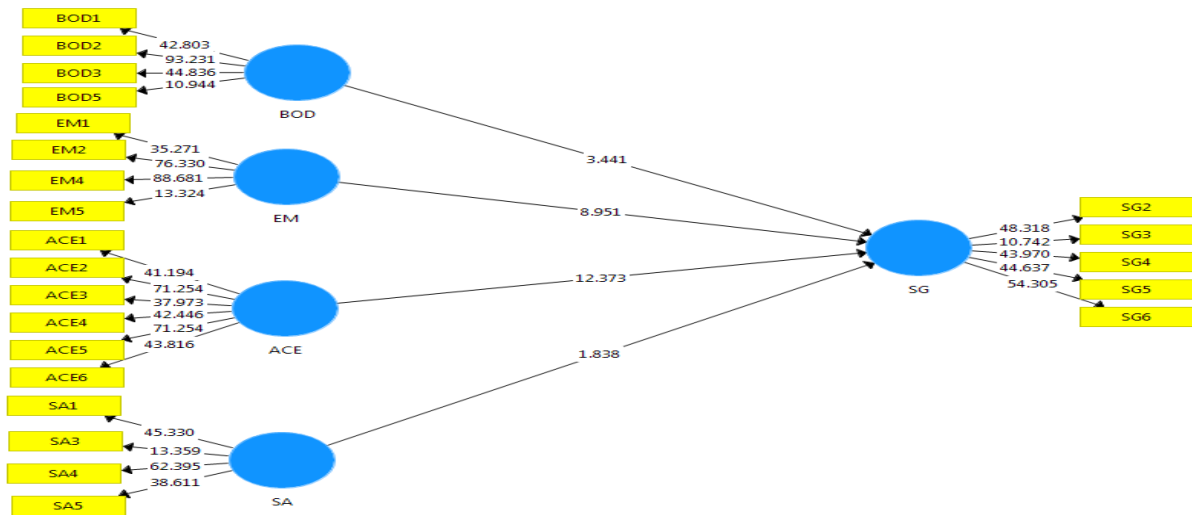 BOD1
BOD2
BOD3
BOD5
42.803
93.231
44.836
10.944
BOD
EM1
EM2
EM4
EM5
35.271
76.330
88.681
13.324
EM
ACE1
ACE2
ACE3
ACE4
ACE5
ACE6
41.194
71.254
37.973
42.446
71.254
43.816
ACE
SA1
SA3
SA4
SA5
45.330
13.359
62.395
38.611
SA
3.441
8.951
12.373
1.838
SG
48.318
10.742
43.970
44.637
54.305
SG2
SG3
SG4
SG5
SG6